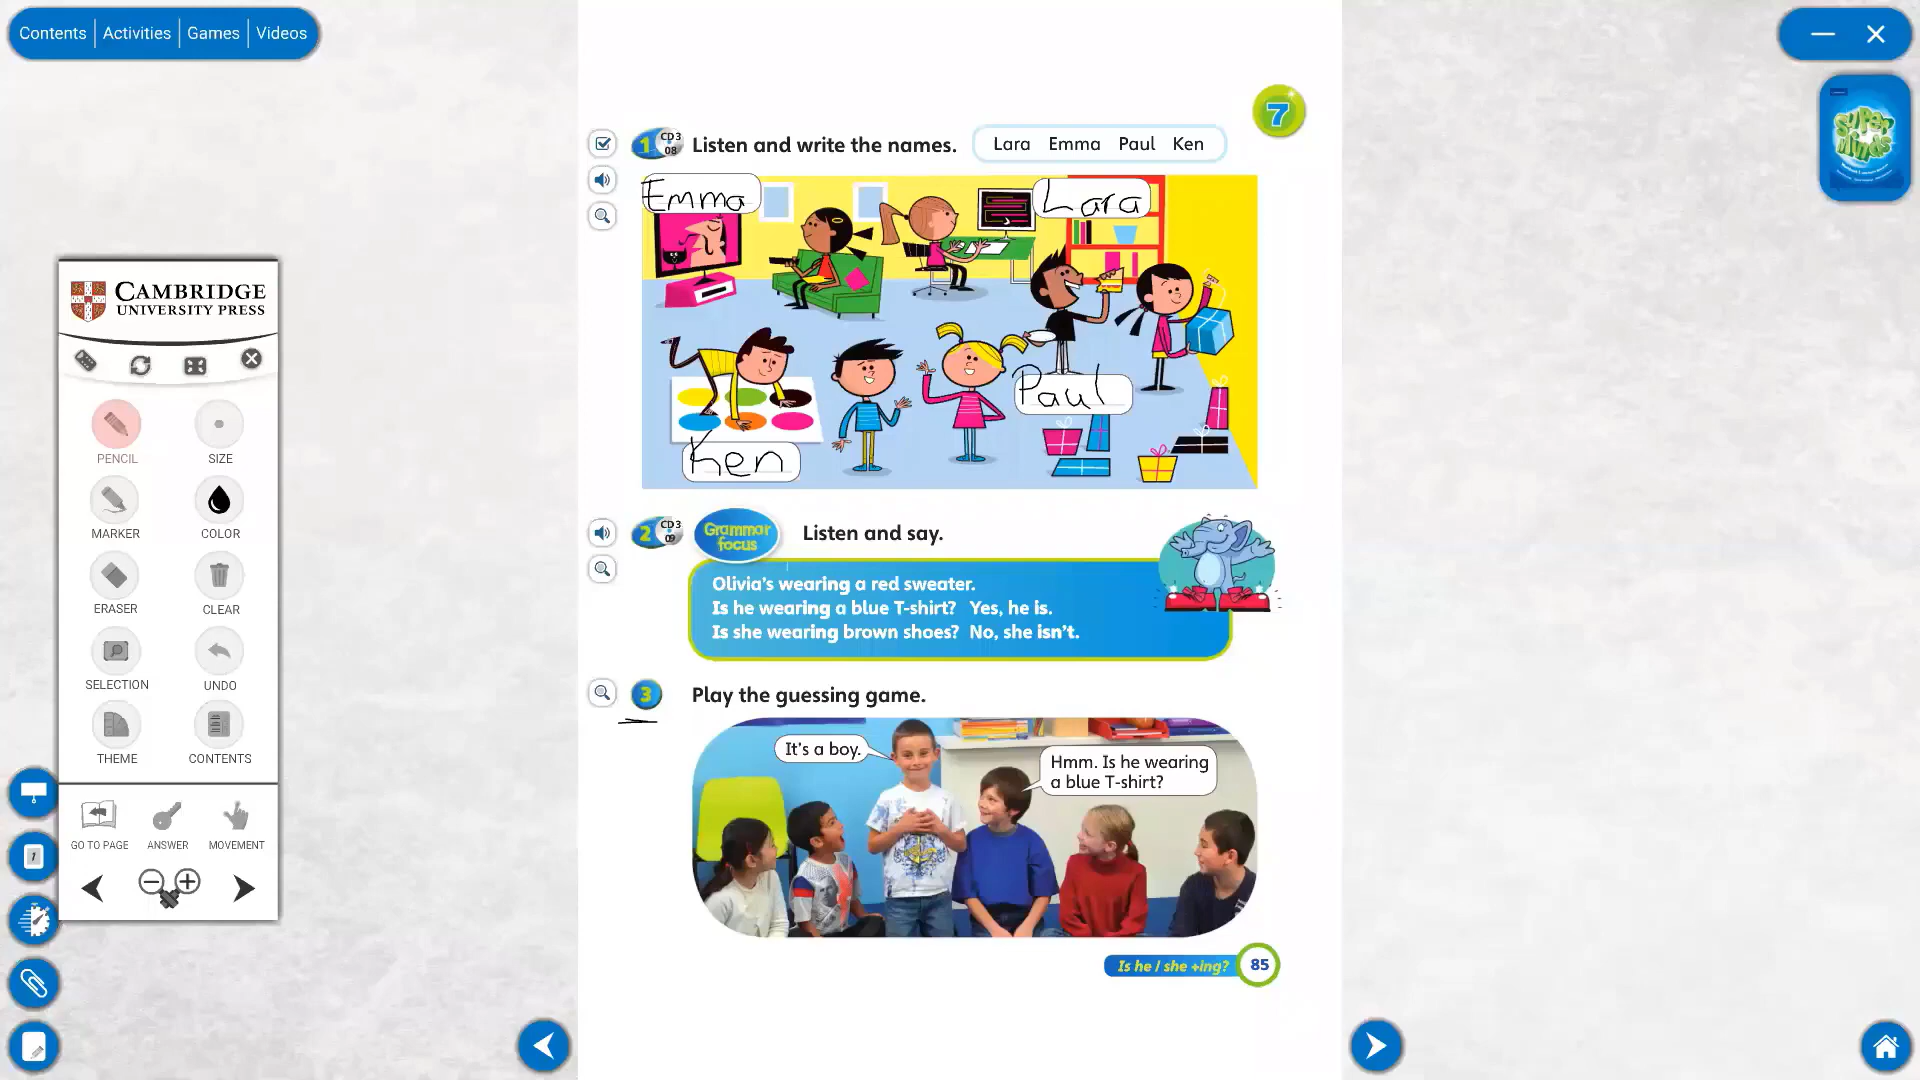 Contents Activities Games Videos
7
1 CD3 08 Listen and write the names. Lara Emma Paul Ken
Emma
Lara
Paul
Ken
2 CD3 09 Grammar focus Listen and say.
Olivia's wearing a red sweater.
Is he wearing a blue T-shirt? Yes, he is.
Is she wearing brown shoes? No, she isn't.
3 Play the guessing game.
It's a boy.
Hmm. Is he wearing
a blue T-shirt?
Is he / she +ing? 85
CAMBRIDGE
UNIVERSITY PRESS
PENCIL SIZE
MARKER COLOR
ERASER CLEAR
SELECTION UNDO
THEME CONTENTS
GO TO PAGE ANSWER MOVEMENT
1
Super
Minds